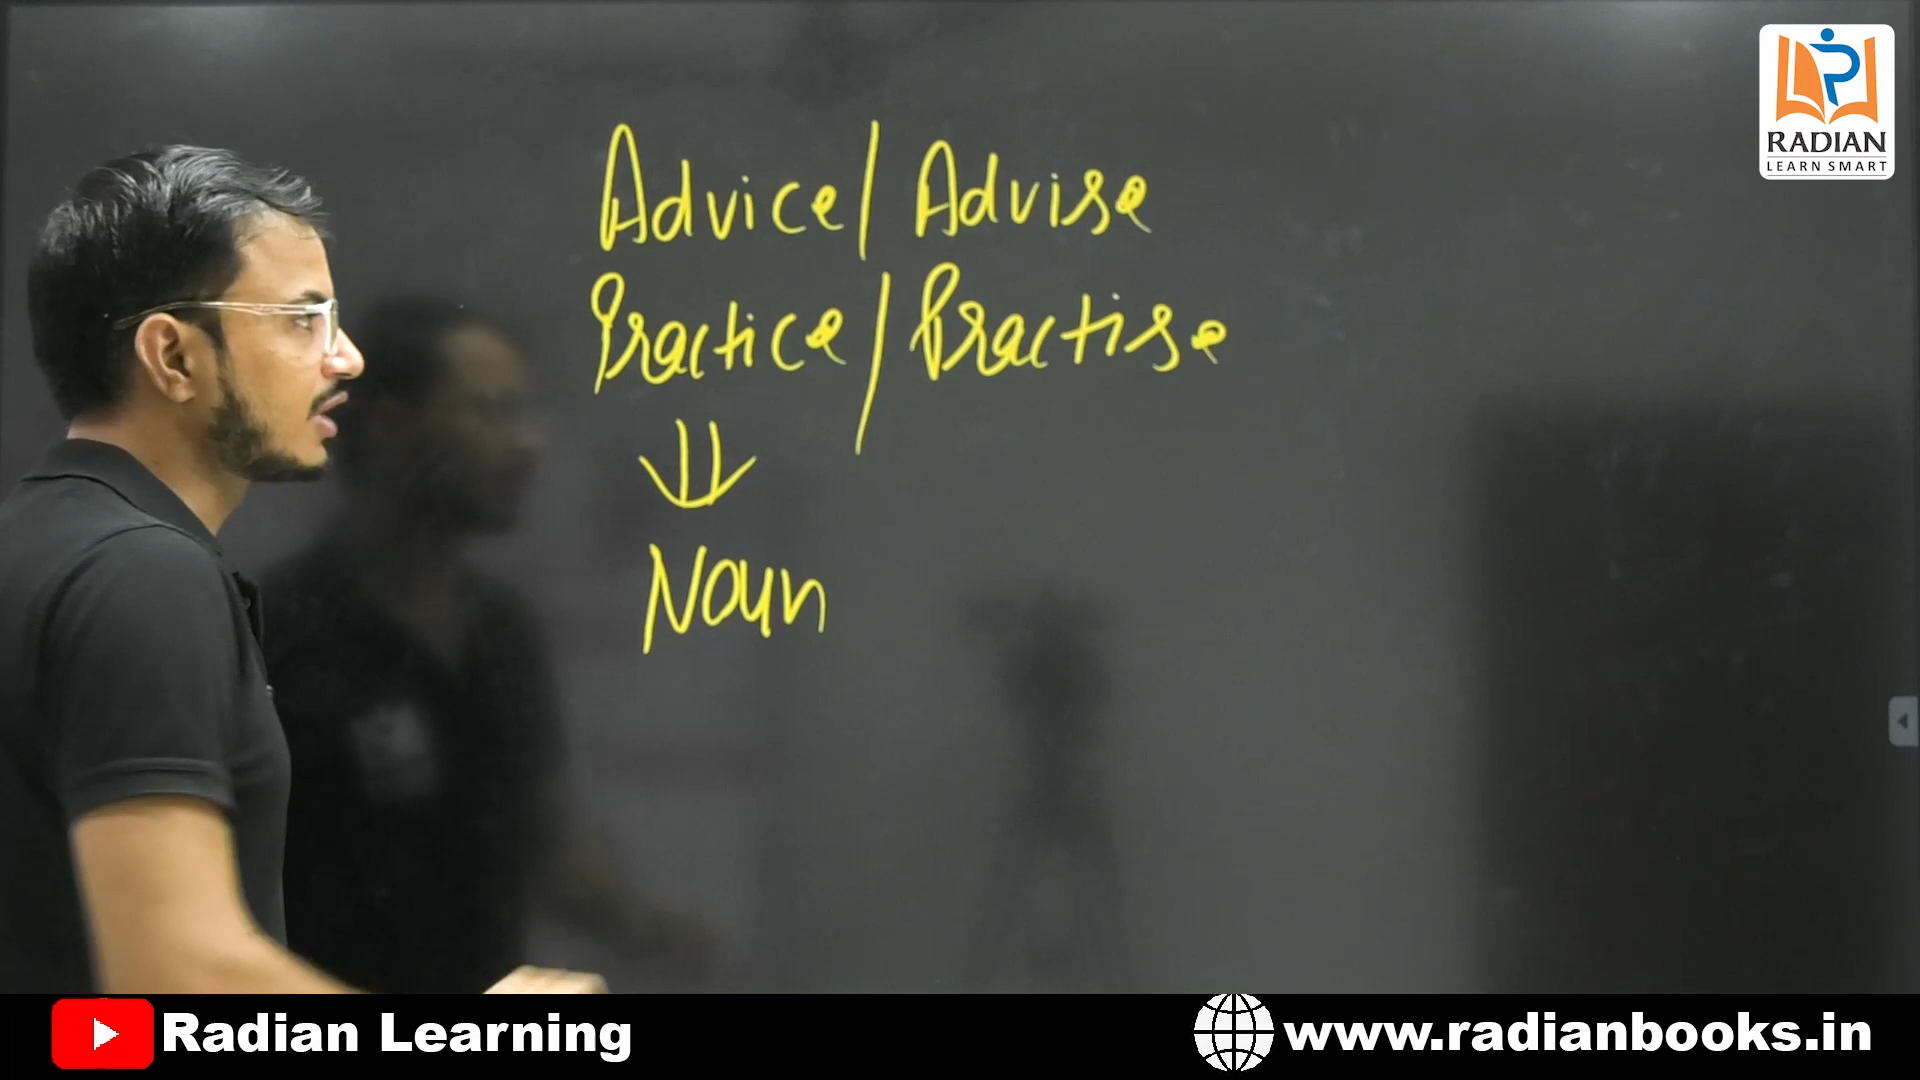 Advice / Advise
Practice / Practise
Noun
RADIAN
LEARN SMART
Radian Learning
www.radianbooks.in